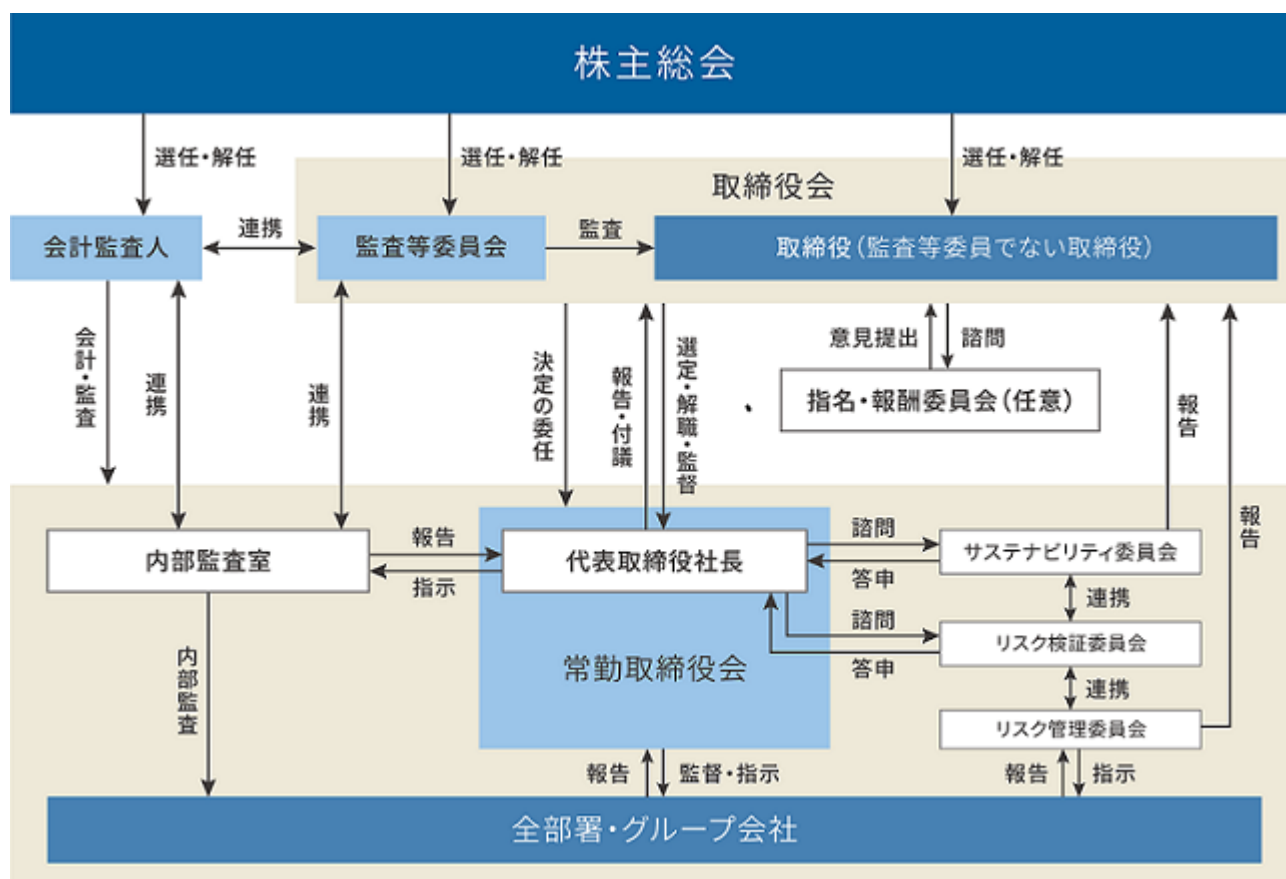 株主総会
選任・解任
選任・解任
選任・解任
取締役会
会計監査人
連携
監査等委員会
監査
取締役（監査等委員でない取締役）
会計・監査
連携
連携
決定の委任
報告・付議
選定・解職・監督
意見提出
諮問
指名・報酬委員会（任意）
報告
報告
内部監査室
報告
指示
代表取締役社長
諮問
答申
サステナビリティ委員会
連携
諮問
答申
リスク検証委員会
連携
常勤取締役会
内部監査
リスク管理委員会
報告
監督・指示
報告
指示
全部署・グループ会社